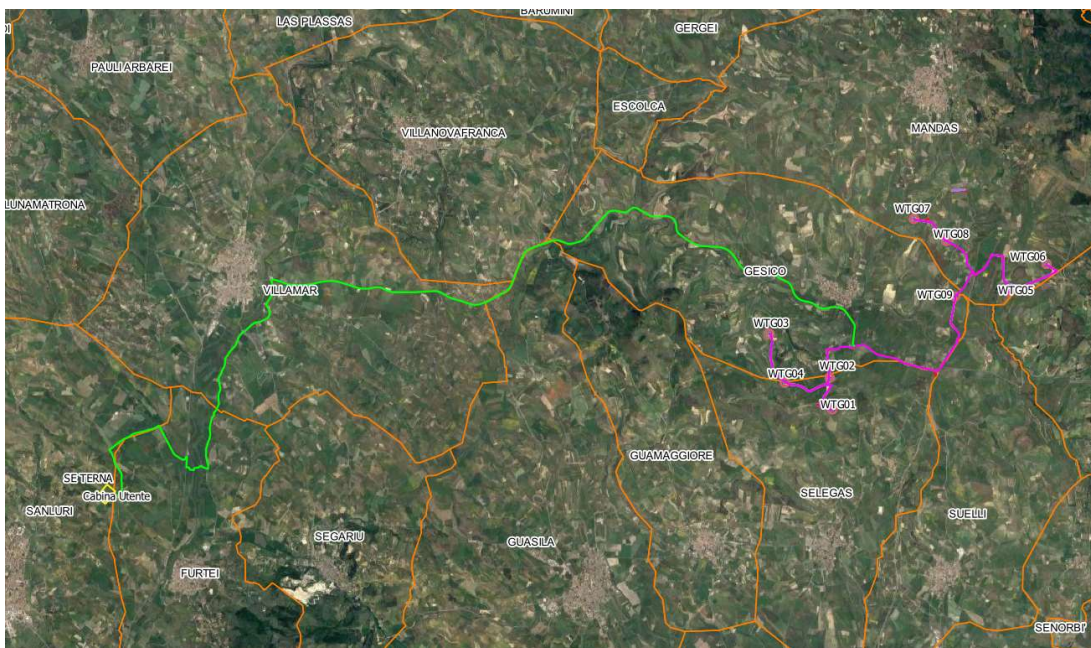 BARUMINI
LAS PLASSAS
DI
GERGEI
PAULI ARBAREI
ESCOLCA
VILLANOVAFRANCA
MANDAS
LUNAMATRONA
WTG07
WTG08
WTG06
GESICO
VILLAMAR
WTG05
WTG09
WTG03
WTG02
WTG04
WTG01
GUAMAGGIORE
SE TERNA
Cabina Utente
SELEGAS
SANLURI
SUELLI
SEGARIU
GUASILA
FURTEI
SENORBI'